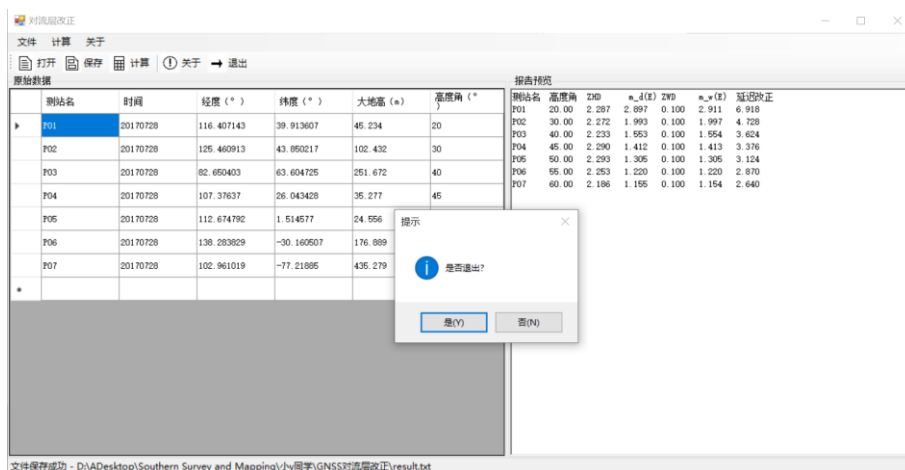 对流层改正
文件 计算 关于
打开 保存 计算 关于 退出
原始数据
测站名 时间 经度（°） 纬度（°） 大地高（m） 高度角（°）
P01 20170728 116.407143 39.913607 45.234 20
P02 20170728 125.460913 43.850217 102.432 30
P03 20170728 82.650403 63.604725 251.672 40
P04 20170728 107.37637 26.043428 35.277 45
P05 20170728 112.674792 1.514577 24.556
P06 20170728 138.283829 -30.160507 176.889
P07 20170728 102.961019 -77.21885 435.279
报告预览
测站名 高度角 ZHD m_d(E) ZWD m_w(E) 延迟改正
P01 20.00 2.287 2.897 0.100 2.911 6.918
P02 30.00 2.272 1.993 0.100 1.997 4.728
P03 40.00 2.233 1.553 0.100 1.554 3.624
P04 45.00 2.290 1.412 0.100 1.413 3.376
P05 50.00 2.293 1.305 0.100 1.305 3.124
P06 55.00 2.253 1.220 0.100 1.220 2.870
P07 60.00 2.186 1.155 0.100 1.154 2.640
提示
是否退出?
是(Y) 否(N)
文件保存成功 - D:\ADesktop\Southern Survey and Mapping\小y同学\GNSS对流层改正\result.txt